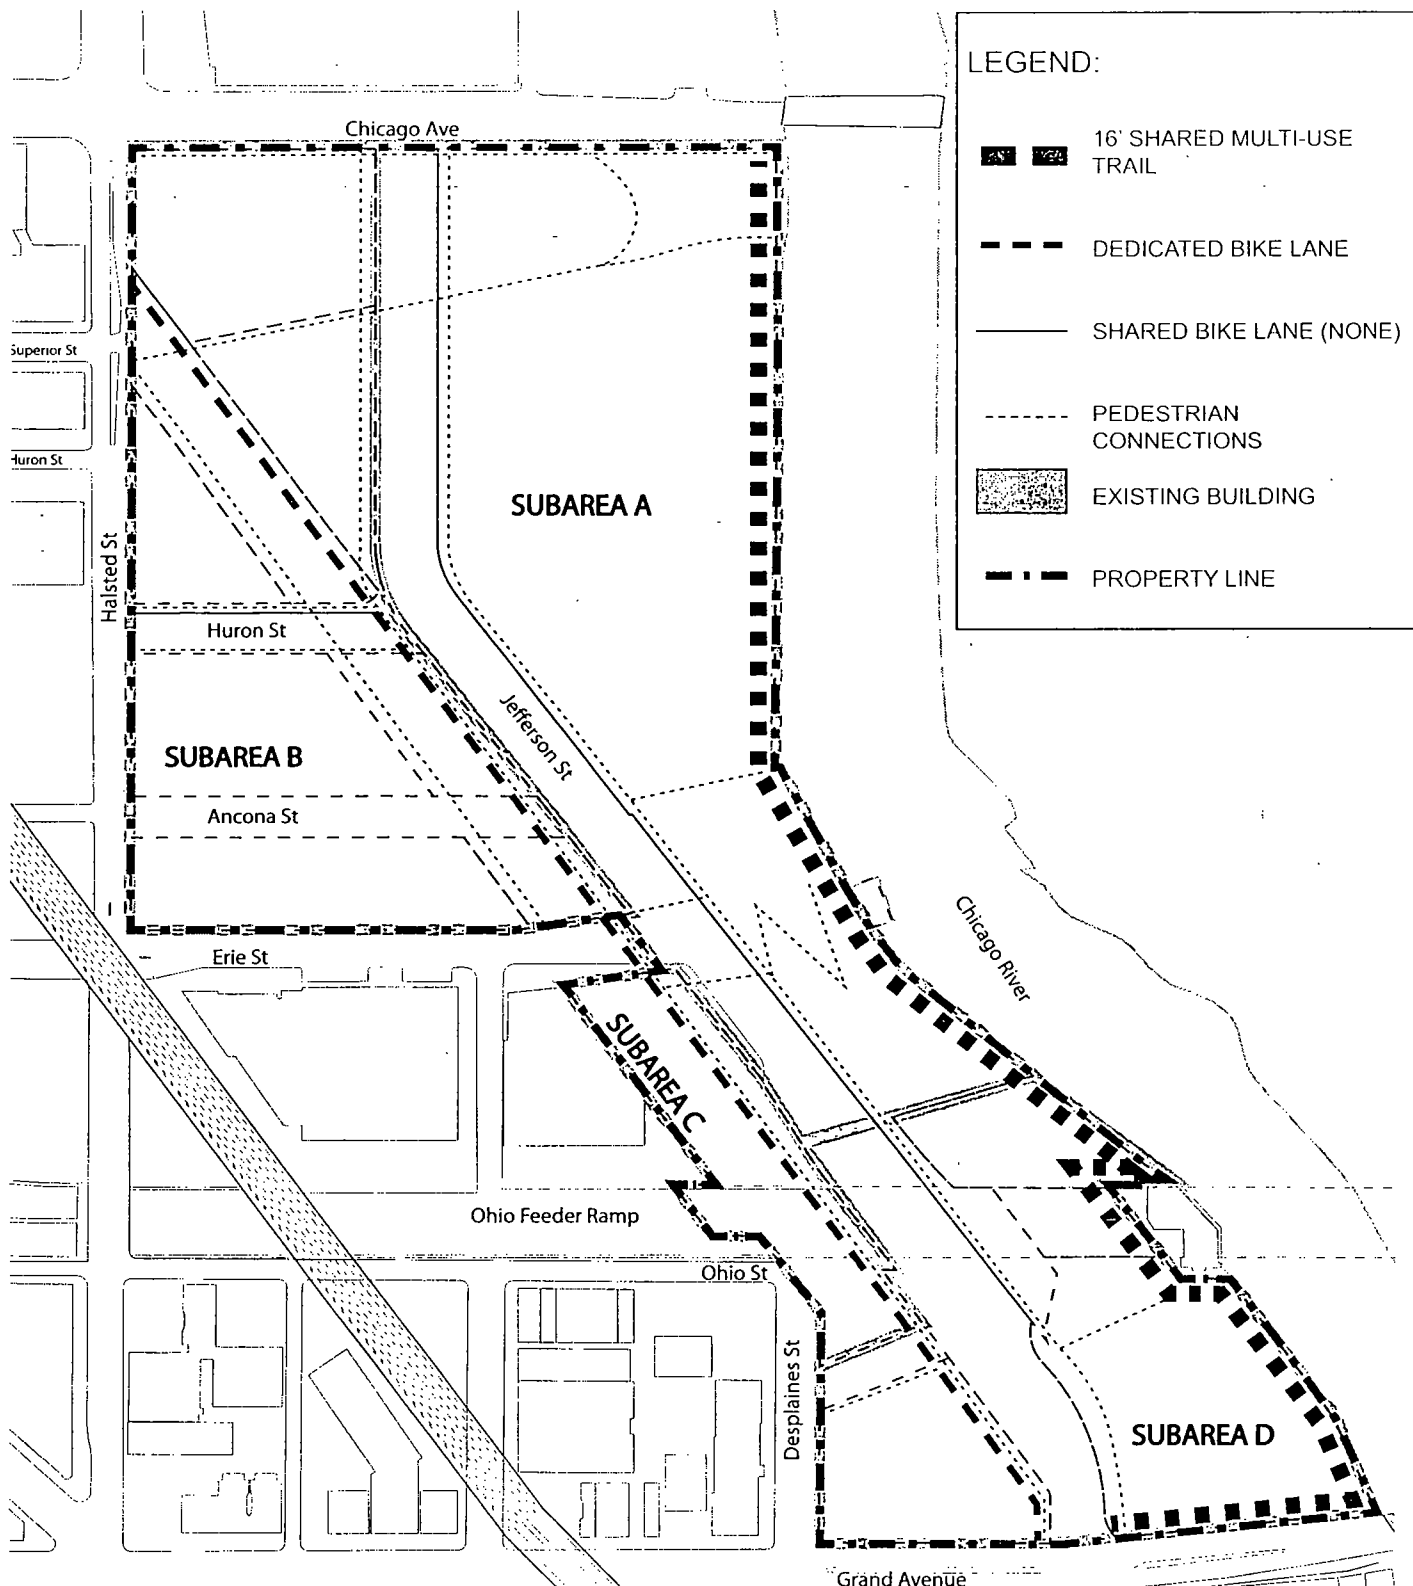 LEGEND:
16' SHARED MULTI-USE
TRAIL
DEDICATED BIKE LANE
SHARED BIKE LANE (NONE)
PEDESTRIAN
CONNECTIONS
EXISTING BUILDING
PROPERTY LINE
Chicago Ave
Superior St
Huron St
Halsted St
SUBAREA A
Huron St
Jefferson St
SUBAREA B
Ancona St
Chicago River
Erie St
SUBAREA C
Ohio Feeder Ramp
Ohio St
Desplaines St
SUBAREA D
Grand Avenue